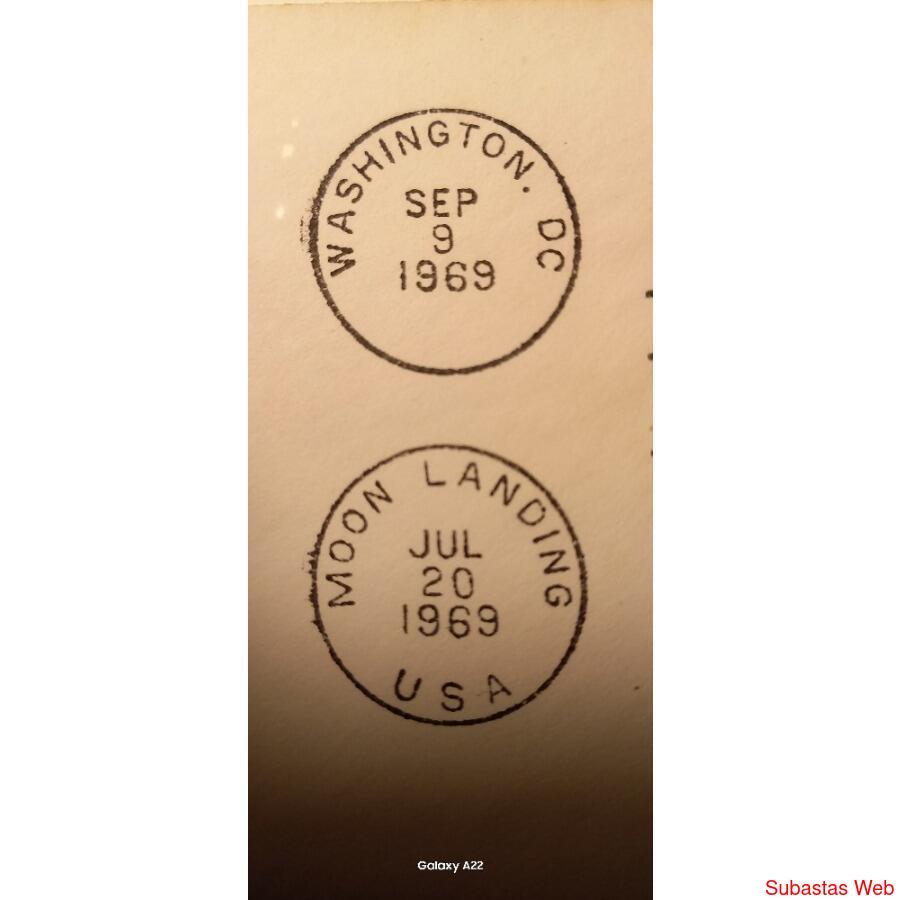 WASHINGTON. DC
SEP
9
1969
MOON LANDING
JUL
20
1969
USA
Galaxy A22
Subastas Web